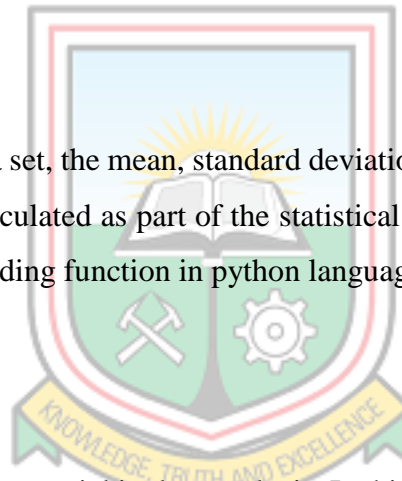 set, the mean, standard deviatio
culated as part of the statistical
ding function in python languag
KNOWLEDGE, TRUTH AND EXCELLENCE